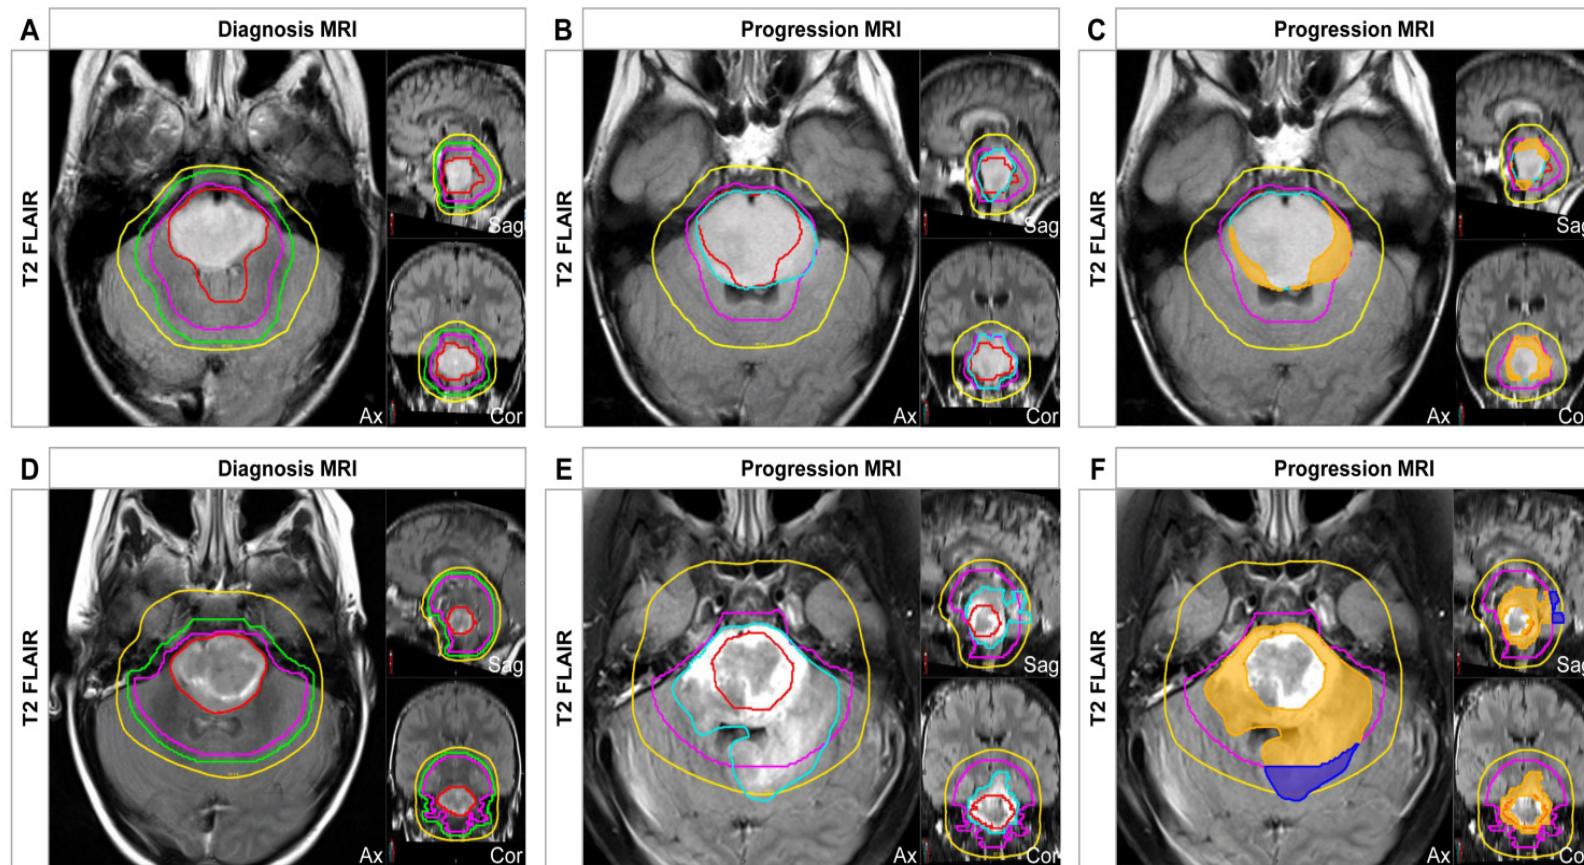 A
Diagnosis MRI
B
Progression MRI
C
Progression MRI
T2 FLAIR
Sag
Ax
Cor
T2 FLAIR
Sag
Ax
Cor
T2 FLAIR
Sag
Ax
Cor
D
Diagnosis MRI
E
Progression MRI
F
Progression MRI
T2 FLAIR
Sag
Ax
Cor
T2 FLAIR
Sag
Ax
Cor
T2 FLAIR
Sag
Ax
Cor